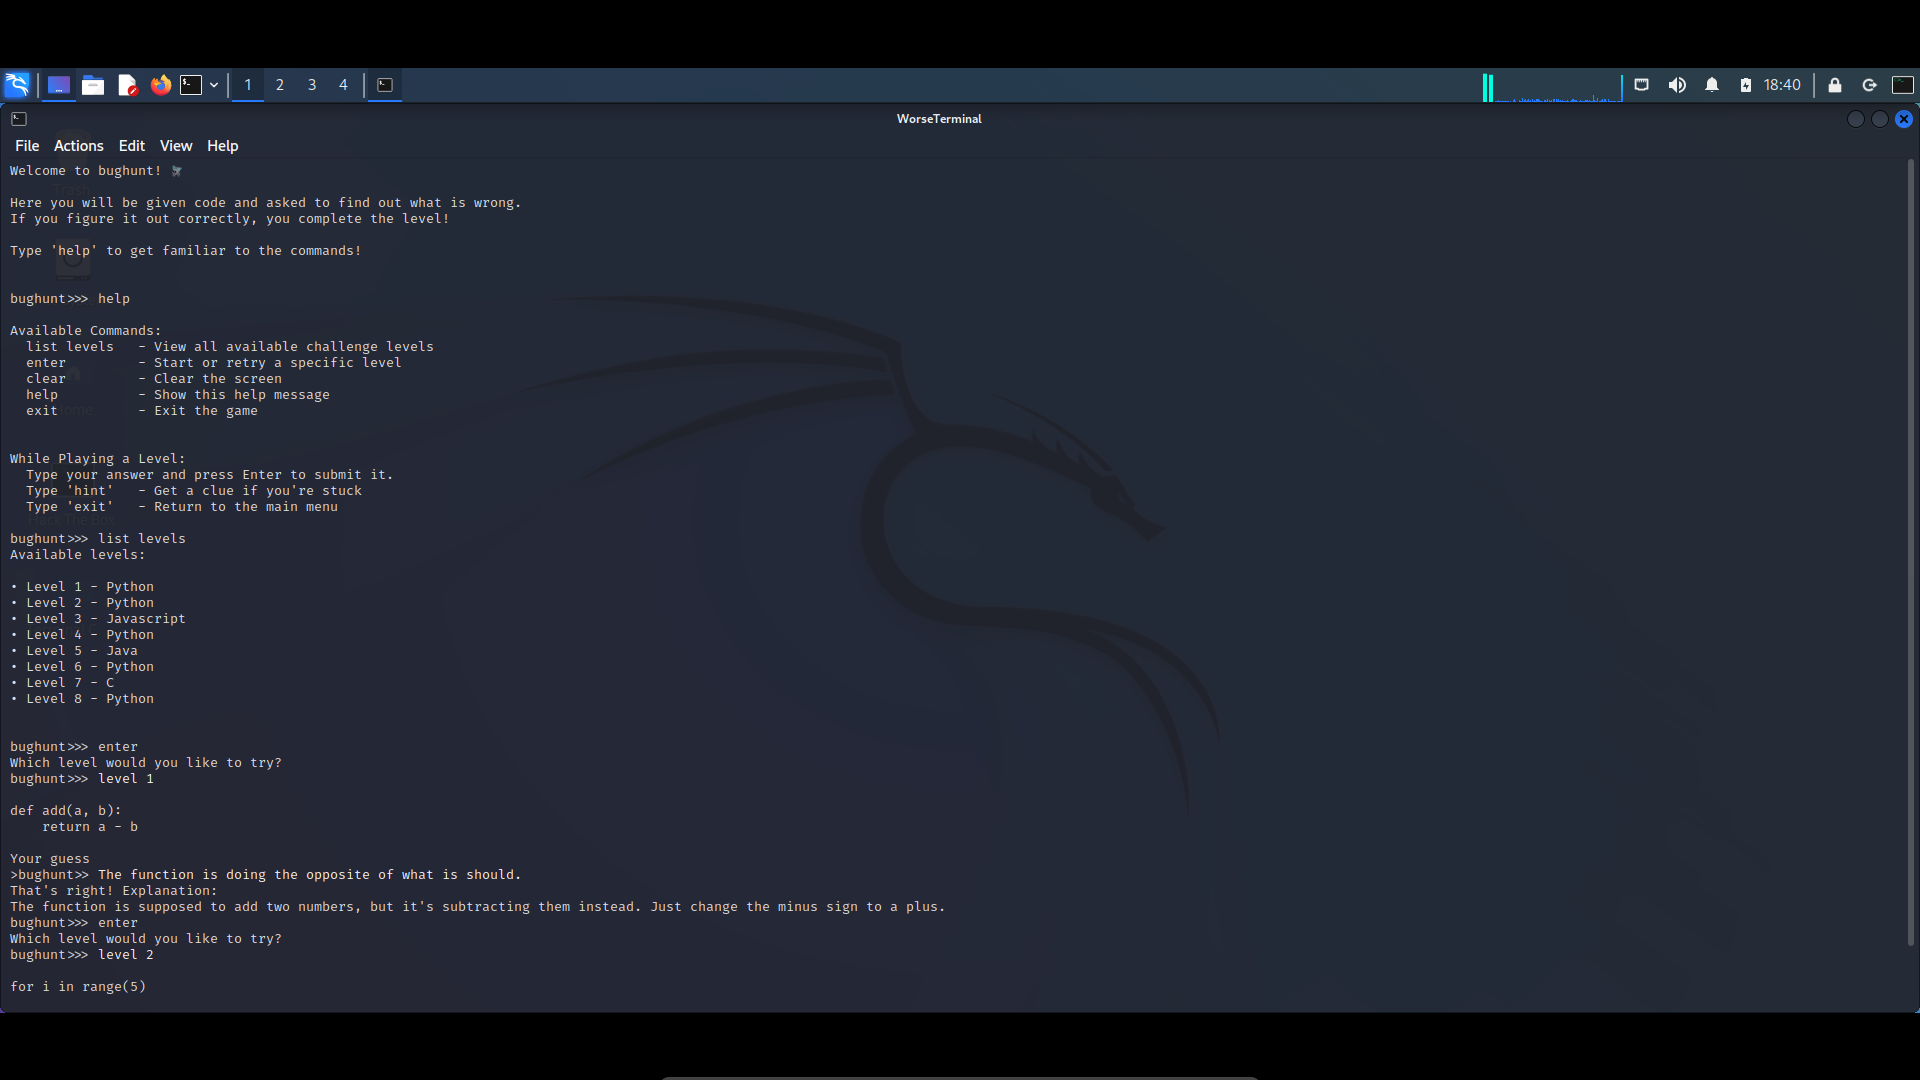 1 2 3 4
18:40
WorseTerminal
File Actions Edit View Help
Welcome to bughunt! 🪰
Here you will be given code and asked to find out what is wrong.
If you figure it out correctly, you complete the level!
Type 'help' to get familiar to the commands!
bughunt>>> help
Available Commands:
list levels - View all available challenge levels
enter - Start or retry a specific level
clear - Clear the screen
help - Show this help message
exit - Exit the game
While Playing a Level:
Type your answer and press Enter to submit it.
Type 'hint' - Get a clue if you're stuck
Type 'exit' - Return to the main menu
bughunt>>> list levels
Available levels:
• Level 1 - Python
• Level 2 - Python
• Level 3 - Javascript
• Level 4 - Python
• Level 5 - Java
• Level 6 - Python
• Level 7 - C
• Level 8 - Python
bughunt>>> enter
Which level would you like to try?
bughunt>>> level 1
def add(a, b):
return a - b
Your guess
>bughunt>> The function is doing the opposite of what is should.
That's right! Explanation:
The function is supposed to add two numbers, but it's subtracting them instead. Just change the minus sign to a plus.
bughunt>>> enter
Which level would you like to try?
bughunt>>> level 2
for i in range(5)